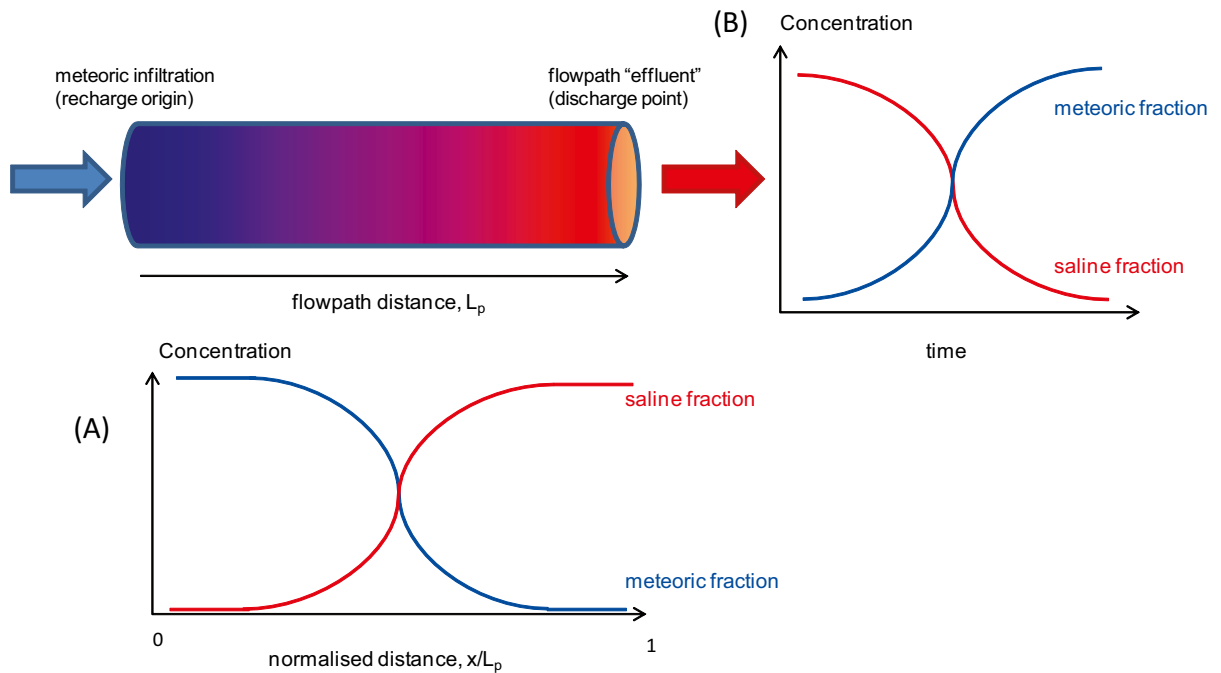 (B)
Concentration
meteoric infiltration
(recharge origin)
flowpath “effluent”
(discharge point)
meteoric fraction
saline fraction
flowpath distance, Lp
time
Concentration
(A)
saline fraction
meteoric fraction
0
1
normalised distance, x/Lp